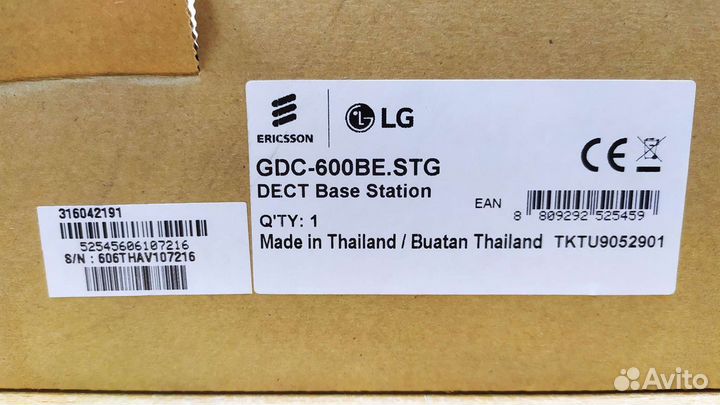 ERICSSON
LG
GDC-600BE.STG
DECT Base Station
EAN
8 809292 525459
Q'TY: 1
Made in Thailand / Buatan Thailand TKTU9052901
316042191
52545606107216
S/N : 606THAV107216
Avito